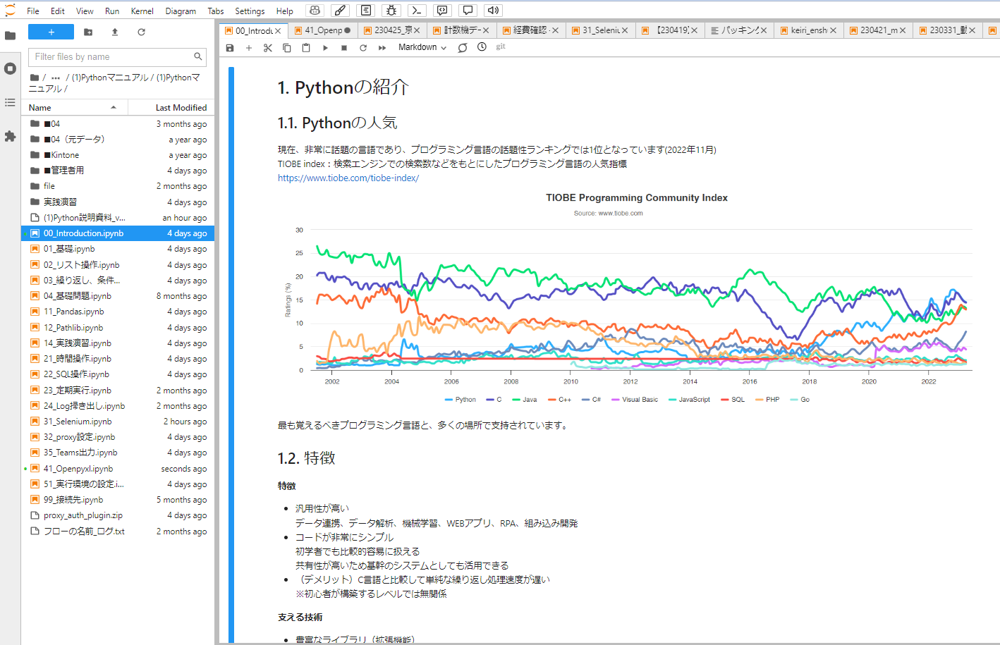 File Edit View Run Kernel Diagram Tabs Settings Help
Filter files by name
/ ··· / (1)Pythonマニュアル / (1)Pythonマ
ニュアル /
Name Last Modified
■04 3 months ago
■04（元データ） a year ago
■Kintone a year ago
■管理者用 4 days ago
file 2 months ago
実践演習 4 days ago
(1)Python説明資料_v... an hour ago
00_Introduction.ipynb 4 days ago
01_基礎.ipynb 4 days ago
02_リスト操作.ipynb 4 days ago
03_繰り返し、条件... 4 days ago
04_基礎問題.ipynb 8 months ago
11_Pandas.ipynb 4 days ago
12_Pathlib.ipynb 4 days ago
14_実践演習.ipynb 4 days ago
21_時間操作.ipynb 4 days ago
22_SQL操作.ipynb 4 days ago
23_定期実行.ipynb 2 months ago
24_Log掃き出し.ipynb 2 months ago
31_Selenium.ipynb 2 hours ago
32_proxy設定.ipynb 4 days ago
35_Teams出力.ipynb 4 days ago
41_Openpyxl.ipynb seconds ago
51_実行環境の設定.i... 4 days ago
99_接続先.ipynb 5 months ago
proxy_auth_plugin.zip 4 days ago
フローの名前_ログ.txt 2 months ago
00_Introdu 41_Openp 230425_京 計数機デー 経費確認 - 31_Seleniu 【230419】 パッキング keiri_enshu 230421_m 230331_動
Markdown git
1. Pythonの紹介
1.1. Pythonの人気
現在、非常に話題の言語であり、プログラミング言語の話題性ランキングでは1位となっています(2022年11月)
TIOBE index：検索エンジンでの検索数などをもとにしたプログラミング言語の人気指標
https://www.tiobe.com/tiobe-index/
TIOBE Programming Community Index
Source: www.tiobe.com
Ratings (%)
30
25
20
15
10
5
0
2002 2004 2006 2008 2010 2012 2014 2016 2018 2020 2022
Python C Java C++ C# Visual Basic JavaScript SQL PHP Go
最も覚えるべきプログラミング言語と、多くの場所で支持されています。
1.2. 特徴
特徴
• 汎用性が高い
データ連携、データ解析、機械学習、WEBアプリ、RPA、組み込み開発
• コードが非常にシンプル
初学者でも比較的容易に扱える
共有性が高いため基幹のシステムとしても活用できる
• （デメリット）C言語と比較して単純な繰り返し処理速度が遅い
※初心者が構築するレベルでは無関係
支える技術
• 豊富なライブラリ（拡張機能）